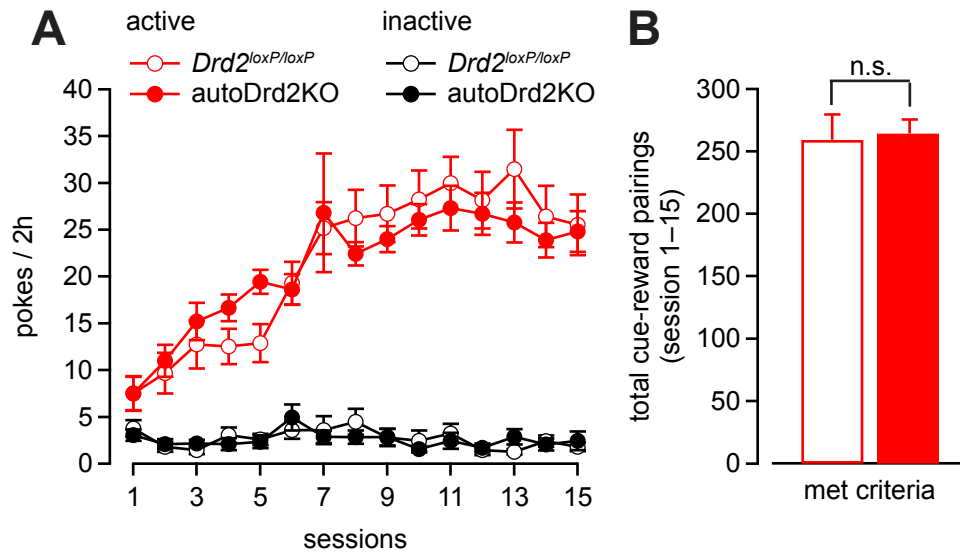 A
active
inactive
Drd2loxP/loxP
Drd2loxP/loxP
autoDrd2KO
autoDrd2KO
40
35
30
25
20
15
10
5
0
pokes / 2h
1 3 5 7 9 11 13 15
sessions
B
n.s.
300
250
200
150
100
50
0
total cue-reward pairings
(session 1–15)
met criteria